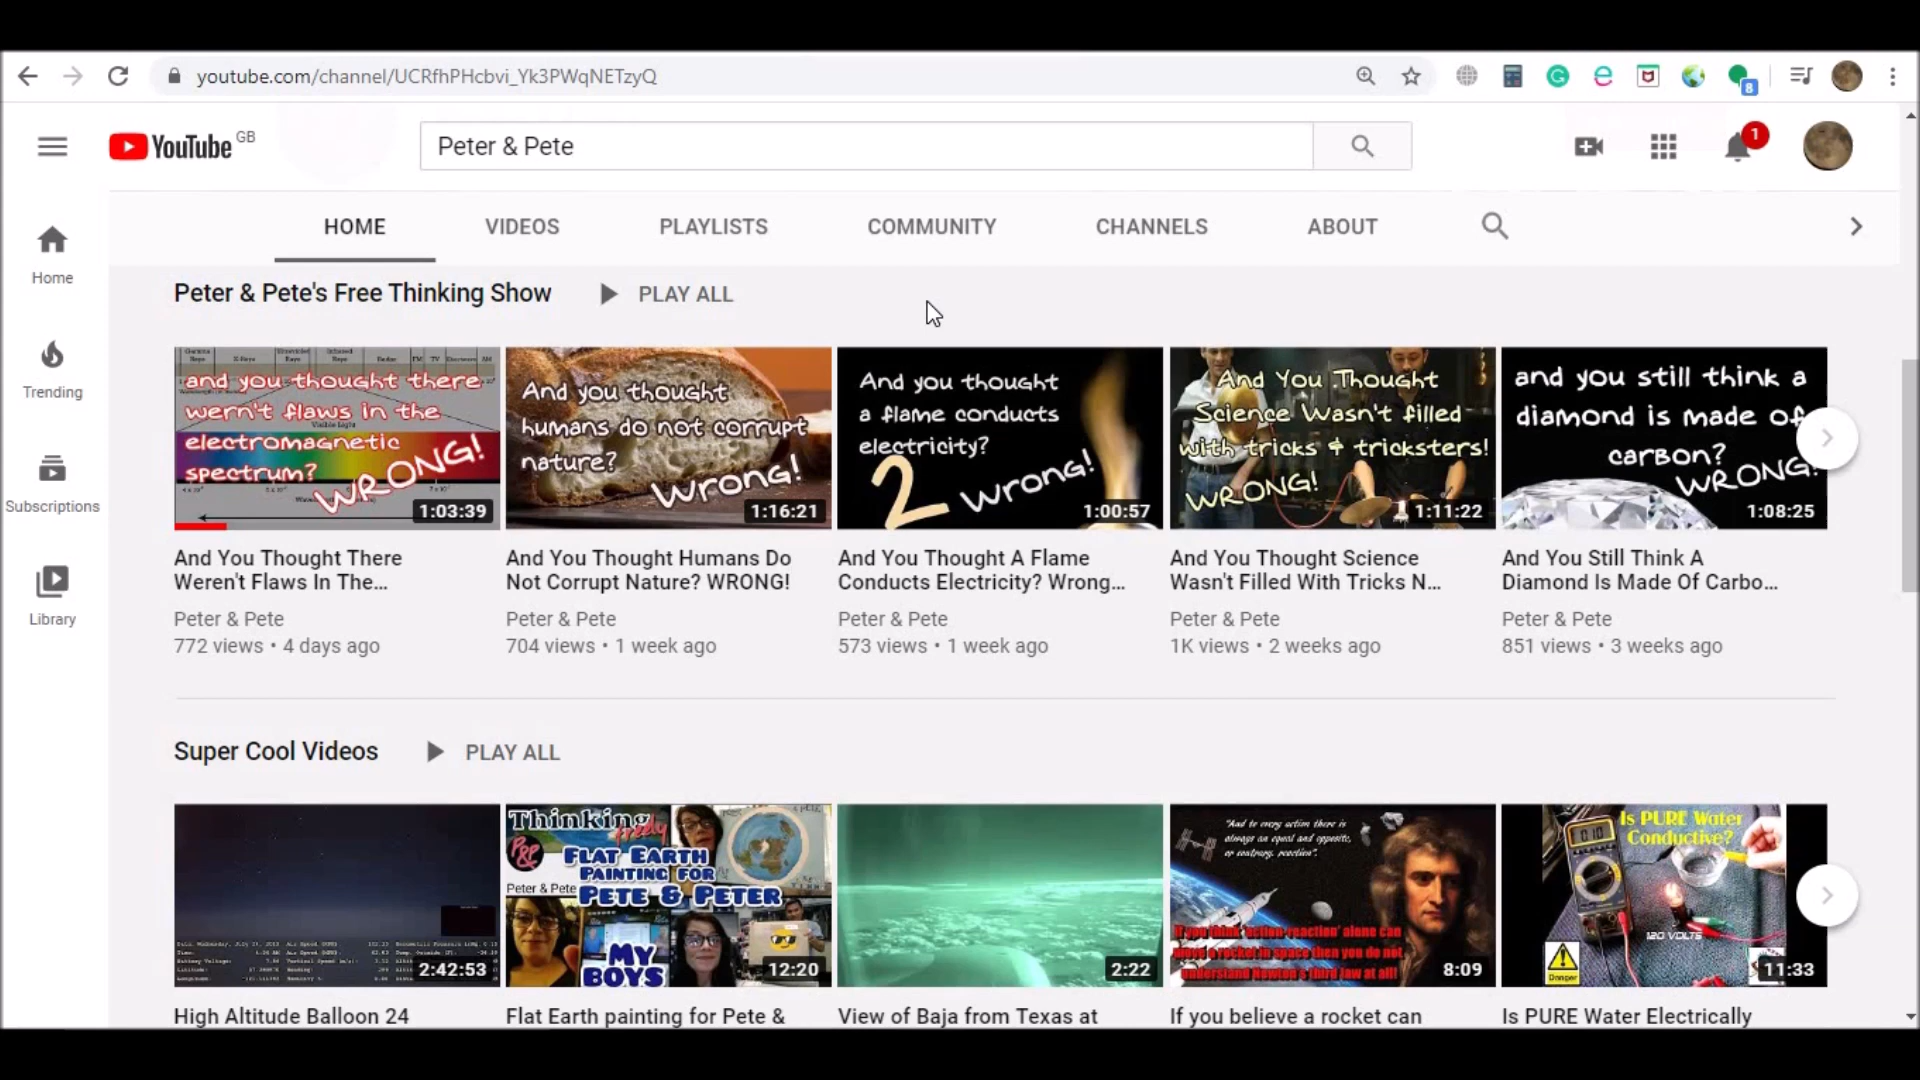 youtube.com/channel/UCRfhPHcbvi_Yk3PWqNETzyQ
8
YouTube GB
Peter & Pete
1
HOME VIDEOS PLAYLISTS COMMUNITY CHANNELS ABOUT
Home
Trending
Subscriptions
Library
Peter & Pete's Free Thinking Show PLAY ALL
and you thought there
wern't flaws in the
electromagnetic
spectrum?
WRONG!
Visible Light
1:03:39
And you thought
humans do not corrupt
nature?
Wrong!
1:16:21
And you thought
a flame conducts
electricity?
2 Wrong!
1:00:57
And You Thought
Science Wasn't filled
with tricks & tricksters!
WRONG!
1:11:22
and you still think a
diamond is made of
carbon?
WRONG!
1:08:25
And You Thought There
Weren't Flaws In The...
Peter & Pete
772 views • 4 days ago
And You Thought Humans Do
Not Corrupt Nature? WRONG!
Peter & Pete
704 views • 1 week ago
And You Thought A Flame
Conducts Electricity? Wrong...
Peter & Pete
573 views • 1 week ago
And You Thought Science
Wasn't Filled With Tricks N...
Peter & Pete
1K views • 2 weeks ago
And You Still Think A
Diamond Is Made Of Carbo...
Peter & Pete
851 views • 3 weeks ago
Super Cool Videos PLAY ALL
2:42:53
Thinking
freely
FLAT EARTH
PAINTING FOR
Peter & Pete
PETE & PETER
MY
BOYS
12:20
2:22
"And to every action there is
always an equal and opposite,
or contrary, reaction".
If you think 'action-reaction' alone can
move a rocket in space then you do not
understand Newton's third law at all!
8:09
Is PURE Water
Conductive?
120 VOLTS
Danger
11:33
High Altitude Balloon 24
Flat Earth painting for Pete &
View of Baja from Texas at
If you believe a rocket can
Is PURE Water Electrically